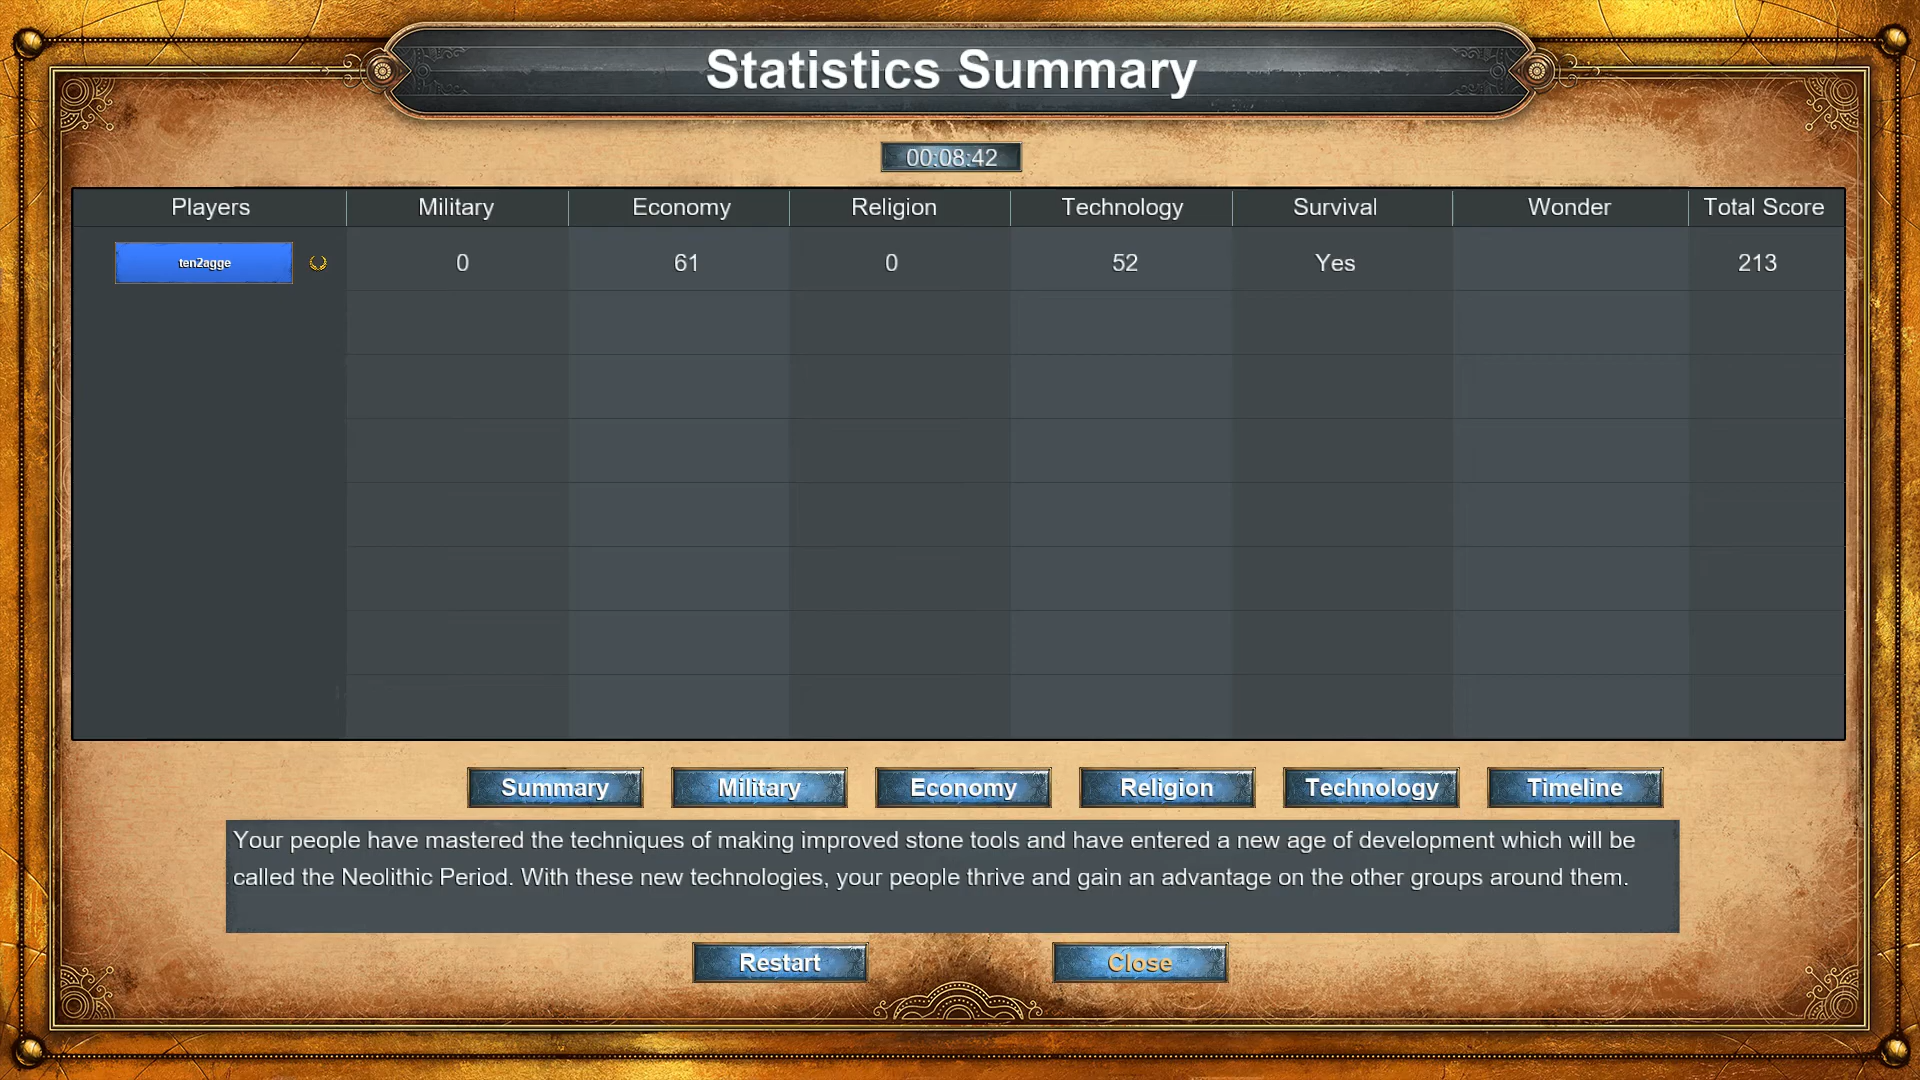 Statistics Summary
00:08:42
Players Military Economy Religion Technology Survival Wonder Total Score
ten2agge 0 61 0 52 Yes 213
Summary Military Economy Religion Technology Timeline
Your people have mastered the techniques of making improved stone tools and have entered a new age of development which will be
called the Neolithic Period. With these new technologies, your people thrive and gain an advantage on the other groups around them.
Restart Close